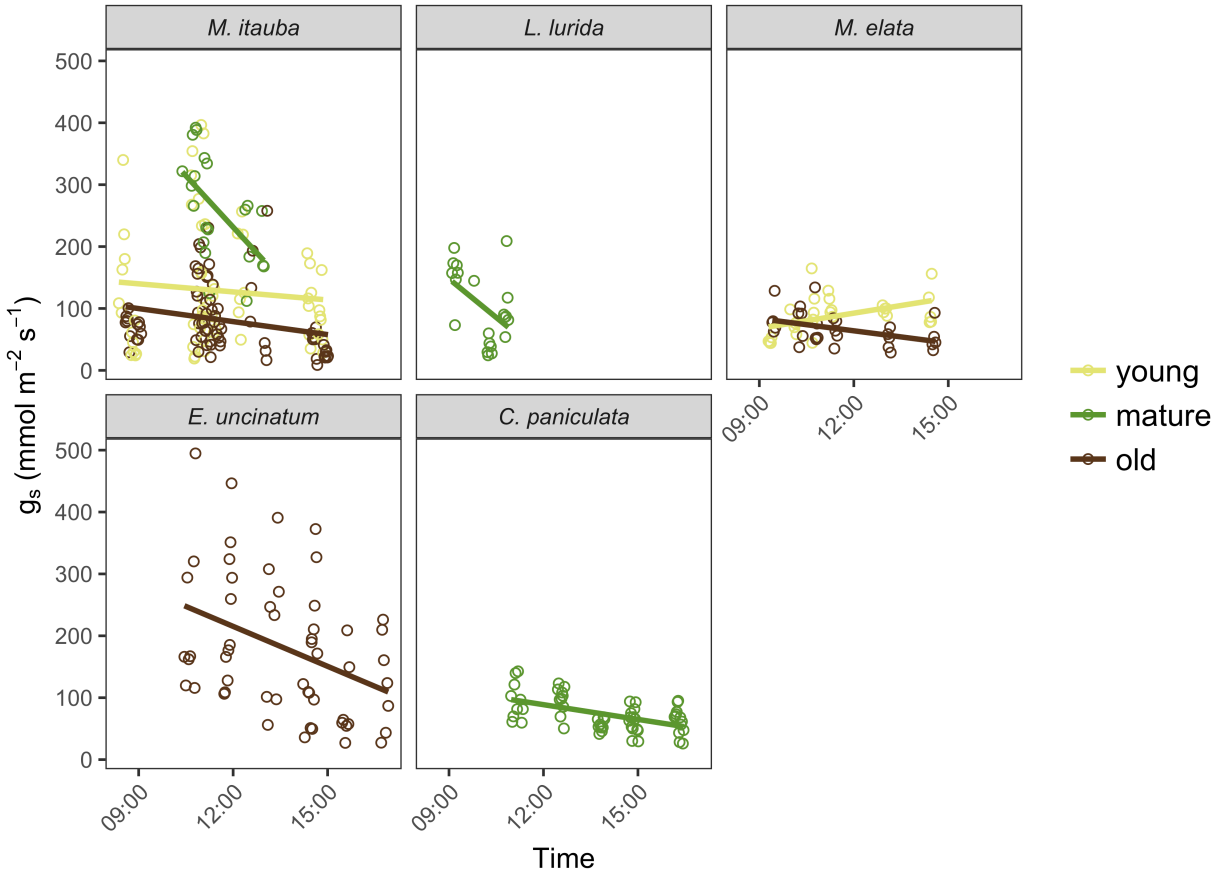 M. itauba
L. lurida
M. elata
500
400
300
200
100
0
09:00
12:00
15:00
E. uncinatum
C. paniculata
500
400
300
200
100
0
09:00
12:00
15:00
09:00
12:00
15:00
gₛ (mmol m⁻² s⁻¹)
Time
young
mature
old